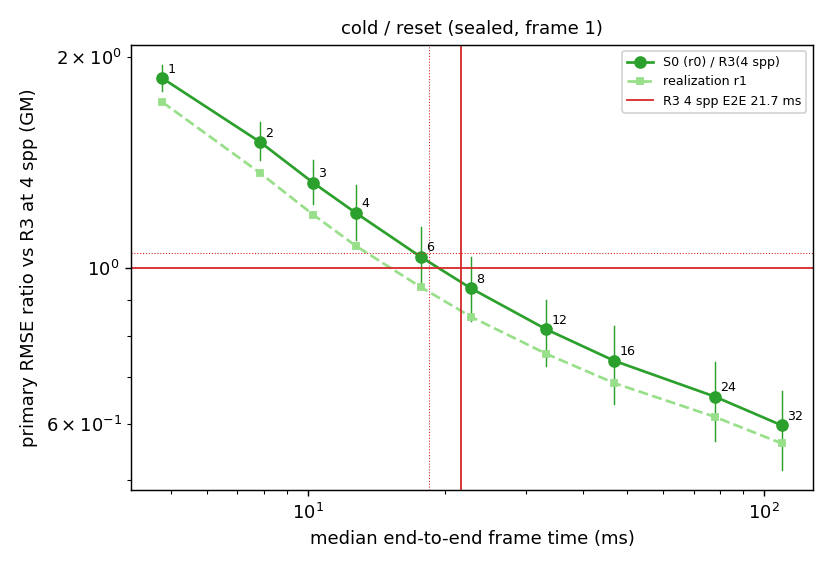 cold / reset (sealed, frame 1)
primary RMSE ratio vs R3 at 4 spp (GM)
2 × 10⁰
10⁰
6 × 10⁻¹
1
2
3
4
6
8
12
16
24
32
S0 (r0) / R3(4 spp)
realization r1
R3 4 spp E2E 21.7 ms
10¹
10²
median end-to-end frame time (ms)